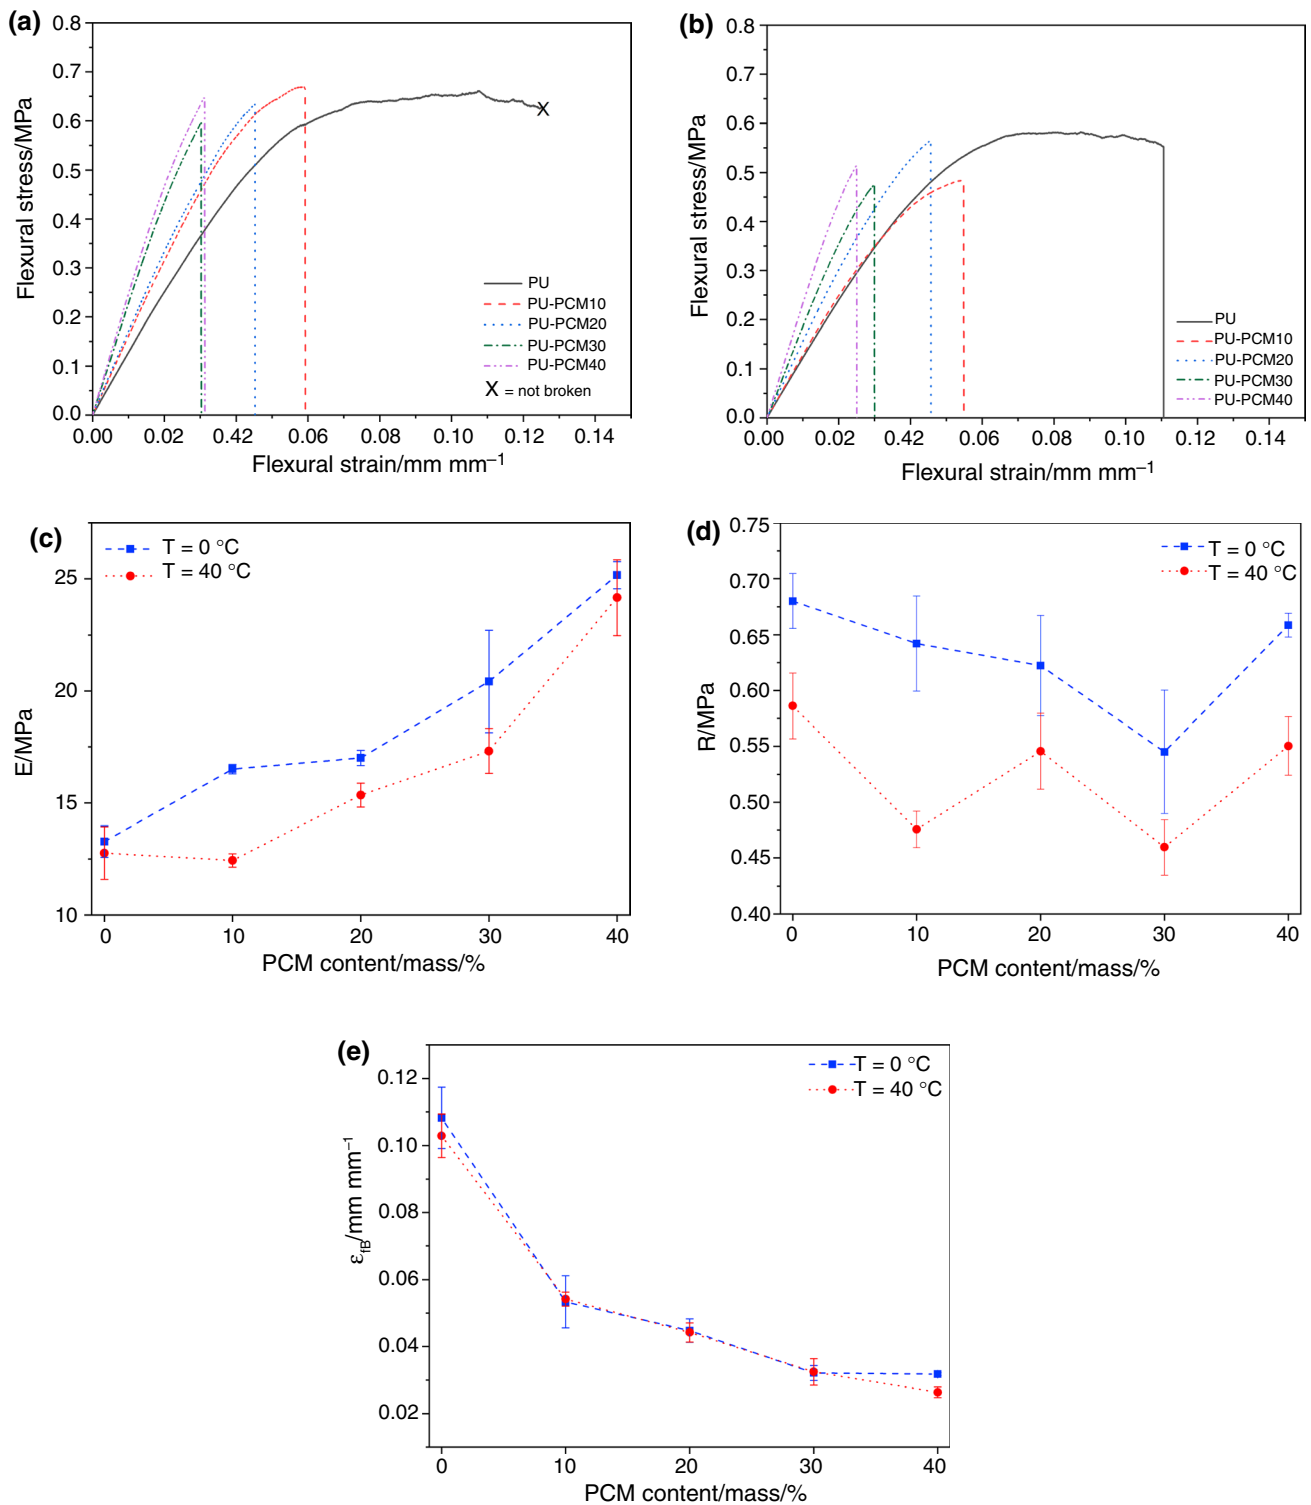 (a)
0.8
0.7
0.6
0.5
0.4
0.3
0.2
0.1
0.0
Flexural stress/MPa
X
PU
PU-PCM10
PU-PCM20
PU-PCM30
PU-PCM40
X = not broken
0.00 0.02 0.42 0.06 0.10 0.12 0.14
Flexural strain/mm mm⁻¹
(b)
0.8
0.7
0.6
0.5
0.4
0.3
0.2
0.1
0.0
Flexural stress/MPa
PU
PU-PCM10
PU-PCM20
PU-PCM30
PU-PCM40
0.00 0.02 0.42 0.06 0.10 0.12 0.14
Flexural strain/mm mm⁻¹
(c)
T = 0 °C
T = 40 °C
25
20
15
10
E/MPa
0 10 20 30 40
PCM content/mass/%
(d)
T = 0 °C
T = 40 °C
0.75
0.70
0.65
0.60
0.55
0.50
0.45
0.40
R/MPa
0 10 20 30 40
PCM content/mass/%
(e)
T = 0 °C
T = 40 °C
0.12
0.10
0.08
0.06
0.04
0.02
εfB/mm mm⁻¹
0 10 20 30 40
PCM content/mass/%